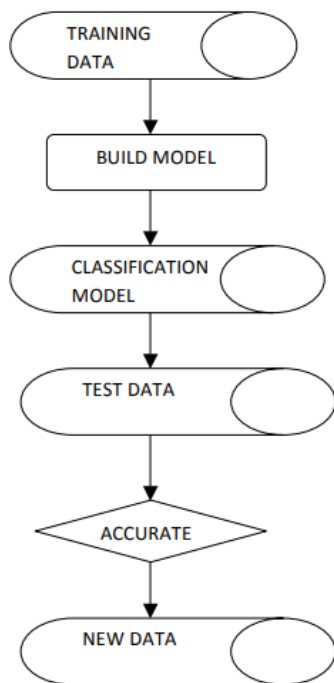 TRAINING
DATA
BUILD MODEL
CLASSIFICATION
MODEL
TEST DATA
ACCURATE
NEW DATA